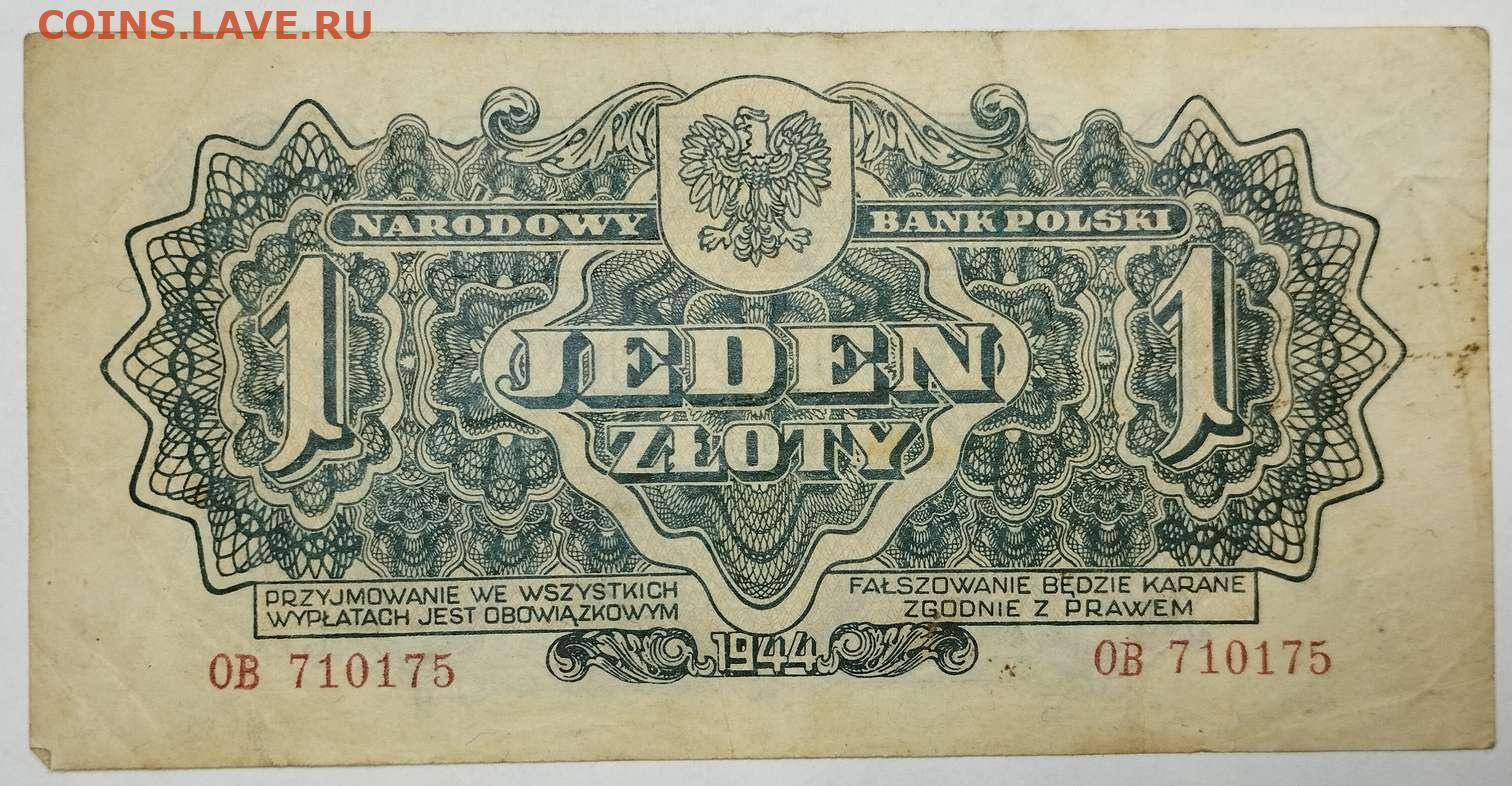 COINS.LAVE.RU
NARODOWY BANK POLSKI
1 1
JEDEN
ZŁOTY
PRZYJMOWANIE WE WSZYSTKICH
WYPŁATACH JEST OBOWIĄZKOWYM
FAŁSZOWANIE BĘDZIE KARANE
ZGODNIE Z PRAWEM
1944
OB 710175
OB 710175